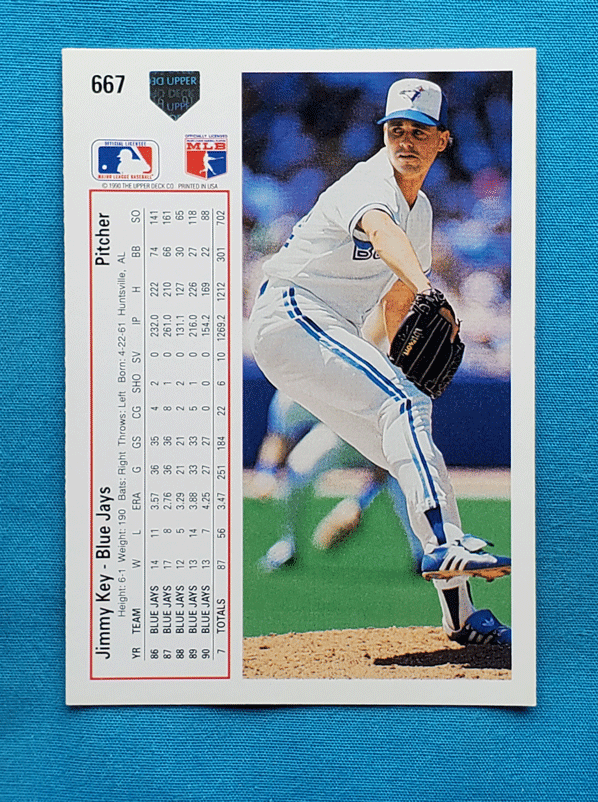 667
3D UPPER
D DECK
UPP
OFFICIAL LICENSEE
MAJOR LEAGUE BASEBALL
OFFICIALLY LICENSED
MLB
© 1990 THE UPPER DECK CO. PRINTED IN USA
Jimmy Key - Blue Jays Pitcher
Height: 6-1 Weight: 190 Bats: Right Throws: Left Born: 4-22-61 Huntsville, AL
YR TEAM W L ERA G GS CG SHO SV IP H BB SO
86 BLUE JAYS 14 11 3.57 36 35 4 2 0 232.0 222 74 141
87 BLUE JAYS 17 8 2.76 36 36 8 1 0 261.0 210 66 161
88 BLUE JAYS 12 5 3.29 21 21 2 2 0 131.1 127 30 65
89 BLUE JAYS 13 14 3.88 33 33 5 1 0 216.0 226 27 118
90 BLUE JAYS 13 7 4.25 27 27 0 0 0 154.2 169 22 88
7 TOTALS 87 56 3.47 251 184 22 6 10 1269.2 1212 301 702